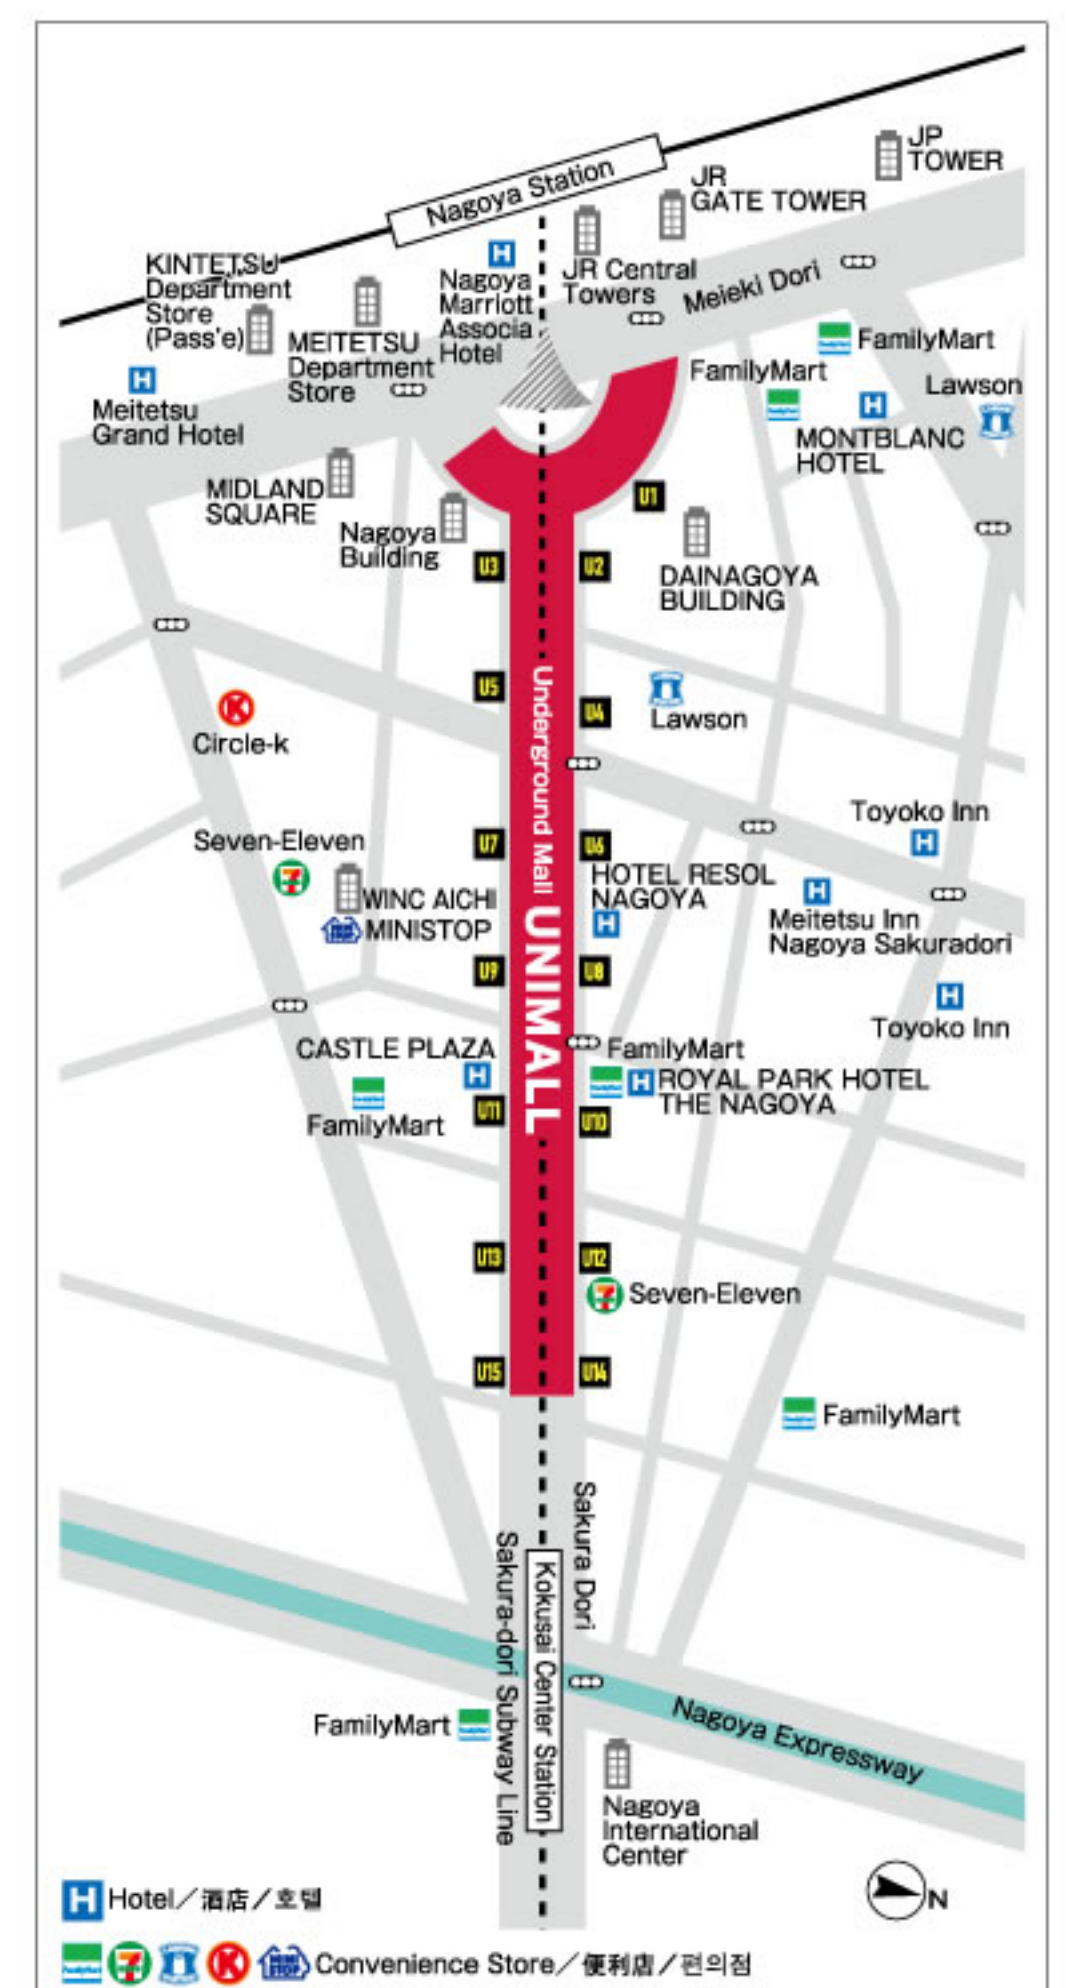 JP
TOWER
Nagoya Station
JR
GATE TOWER
KINTETSU
Department
Store
(Pass'e)
MEITETSU
Department
Store
H
Nagoya
Marriott
Associa
Hotel
JR Central
Towers
Meieki Dori
FamilyMart
FamilyMart
Lawson
H
Meitetsu
Grand Hotel
H
MONTBLANC
HOTEL
MIDLAND
SQUARE
Nagoya
Building
U1
U3
U2
DAINAGOYA
BUILDING
U5
U4
Lawson
K
Circle-k
Underground Mall UNIMALL
Toyoko Inn
H
Seven-Eleven
7
U7
U6
WINC AICHI
MINISTOP
HOTEL RESOL
NAGOYA
H
H
Meitetsu Inn
Nagoya Sakuradori
U9
U8
H
Toyoko Inn
CASTLE PLAZA
H
FamilyMart
FamilyMart
H
ROYAL PARK HOTEL
THE NAGOYA
U11
U10
U13
U12
7
Seven-Eleven
U15
U14
FamilyMart
Sakura Dori
Sakura-dori Subway Line
Kokusai Center Station
Nagoya Expressway
FamilyMart
Nagoya
International
Center
N
H Hotel／酒店／호텔
7 K Convenience Store／便利店／편의점